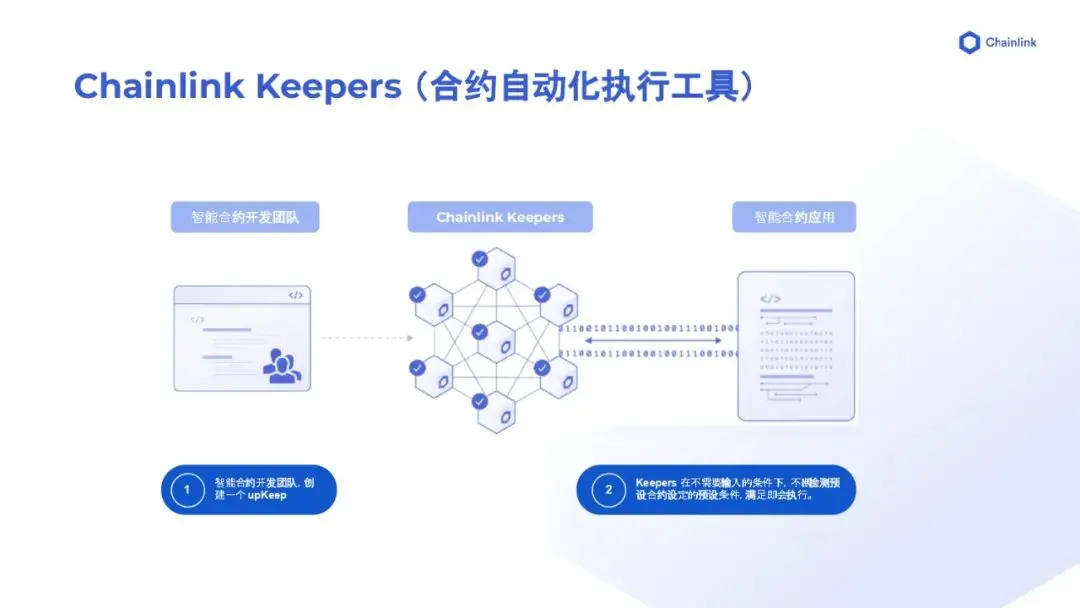 Chainlink
Chainlink Keepers（合约自动化执行工具）
智能合约开发团队
Chainlink Keepers
智能合约应用
</>
</>
</>
011001011001001001110010001
011001011001001001110010001
1
智能合约开发团队, 创
建一个 upKeep
2
Keepers 在不需要输入的条件下, 不断检测预
设合约设定的预设条件, 满足即会执行。